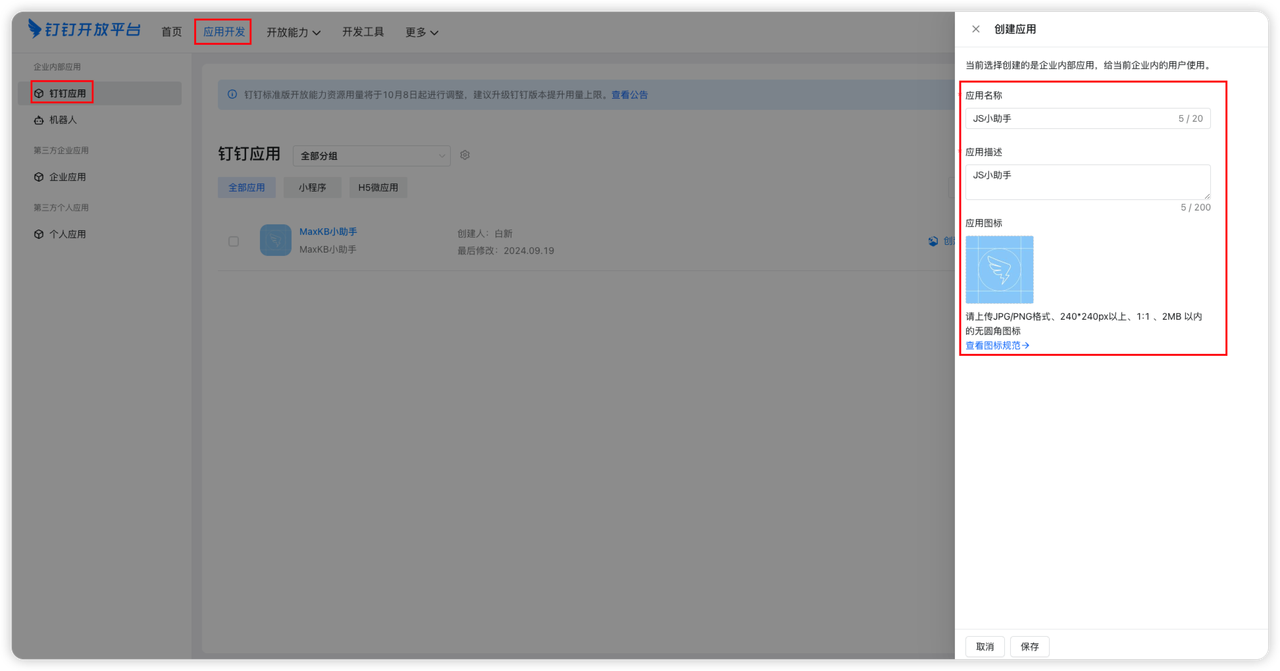 钉钉开放平台
首页
应用开发
开放能力
开发工具
更多
企业内部应用
钉钉应用
机器人
第三方企业应用
企业应用
第三方个人应用
个人应用
钉钉标准版开放能力资源用量将于10月8日起进行调整，建议升级钉钉版本提升用量上限。查看公告
钉钉应用
全部分组
全部应用
小程序
H5微应用
MaxKB小助手
MaxKB小助手
创建人：白新
最后修改：2024.09.19
创
创建应用
当前选择创建的是企业内部应用，给当前企业内的用户使用。
应用名称
JS小助手
5 / 20
应用描述
JS小助手
5 / 200
应用图标
请上传JPG/PNG格式、240*240px以上、1:1 、2MB 以内
的无圆角图标
查看图标规范→
取消
保存